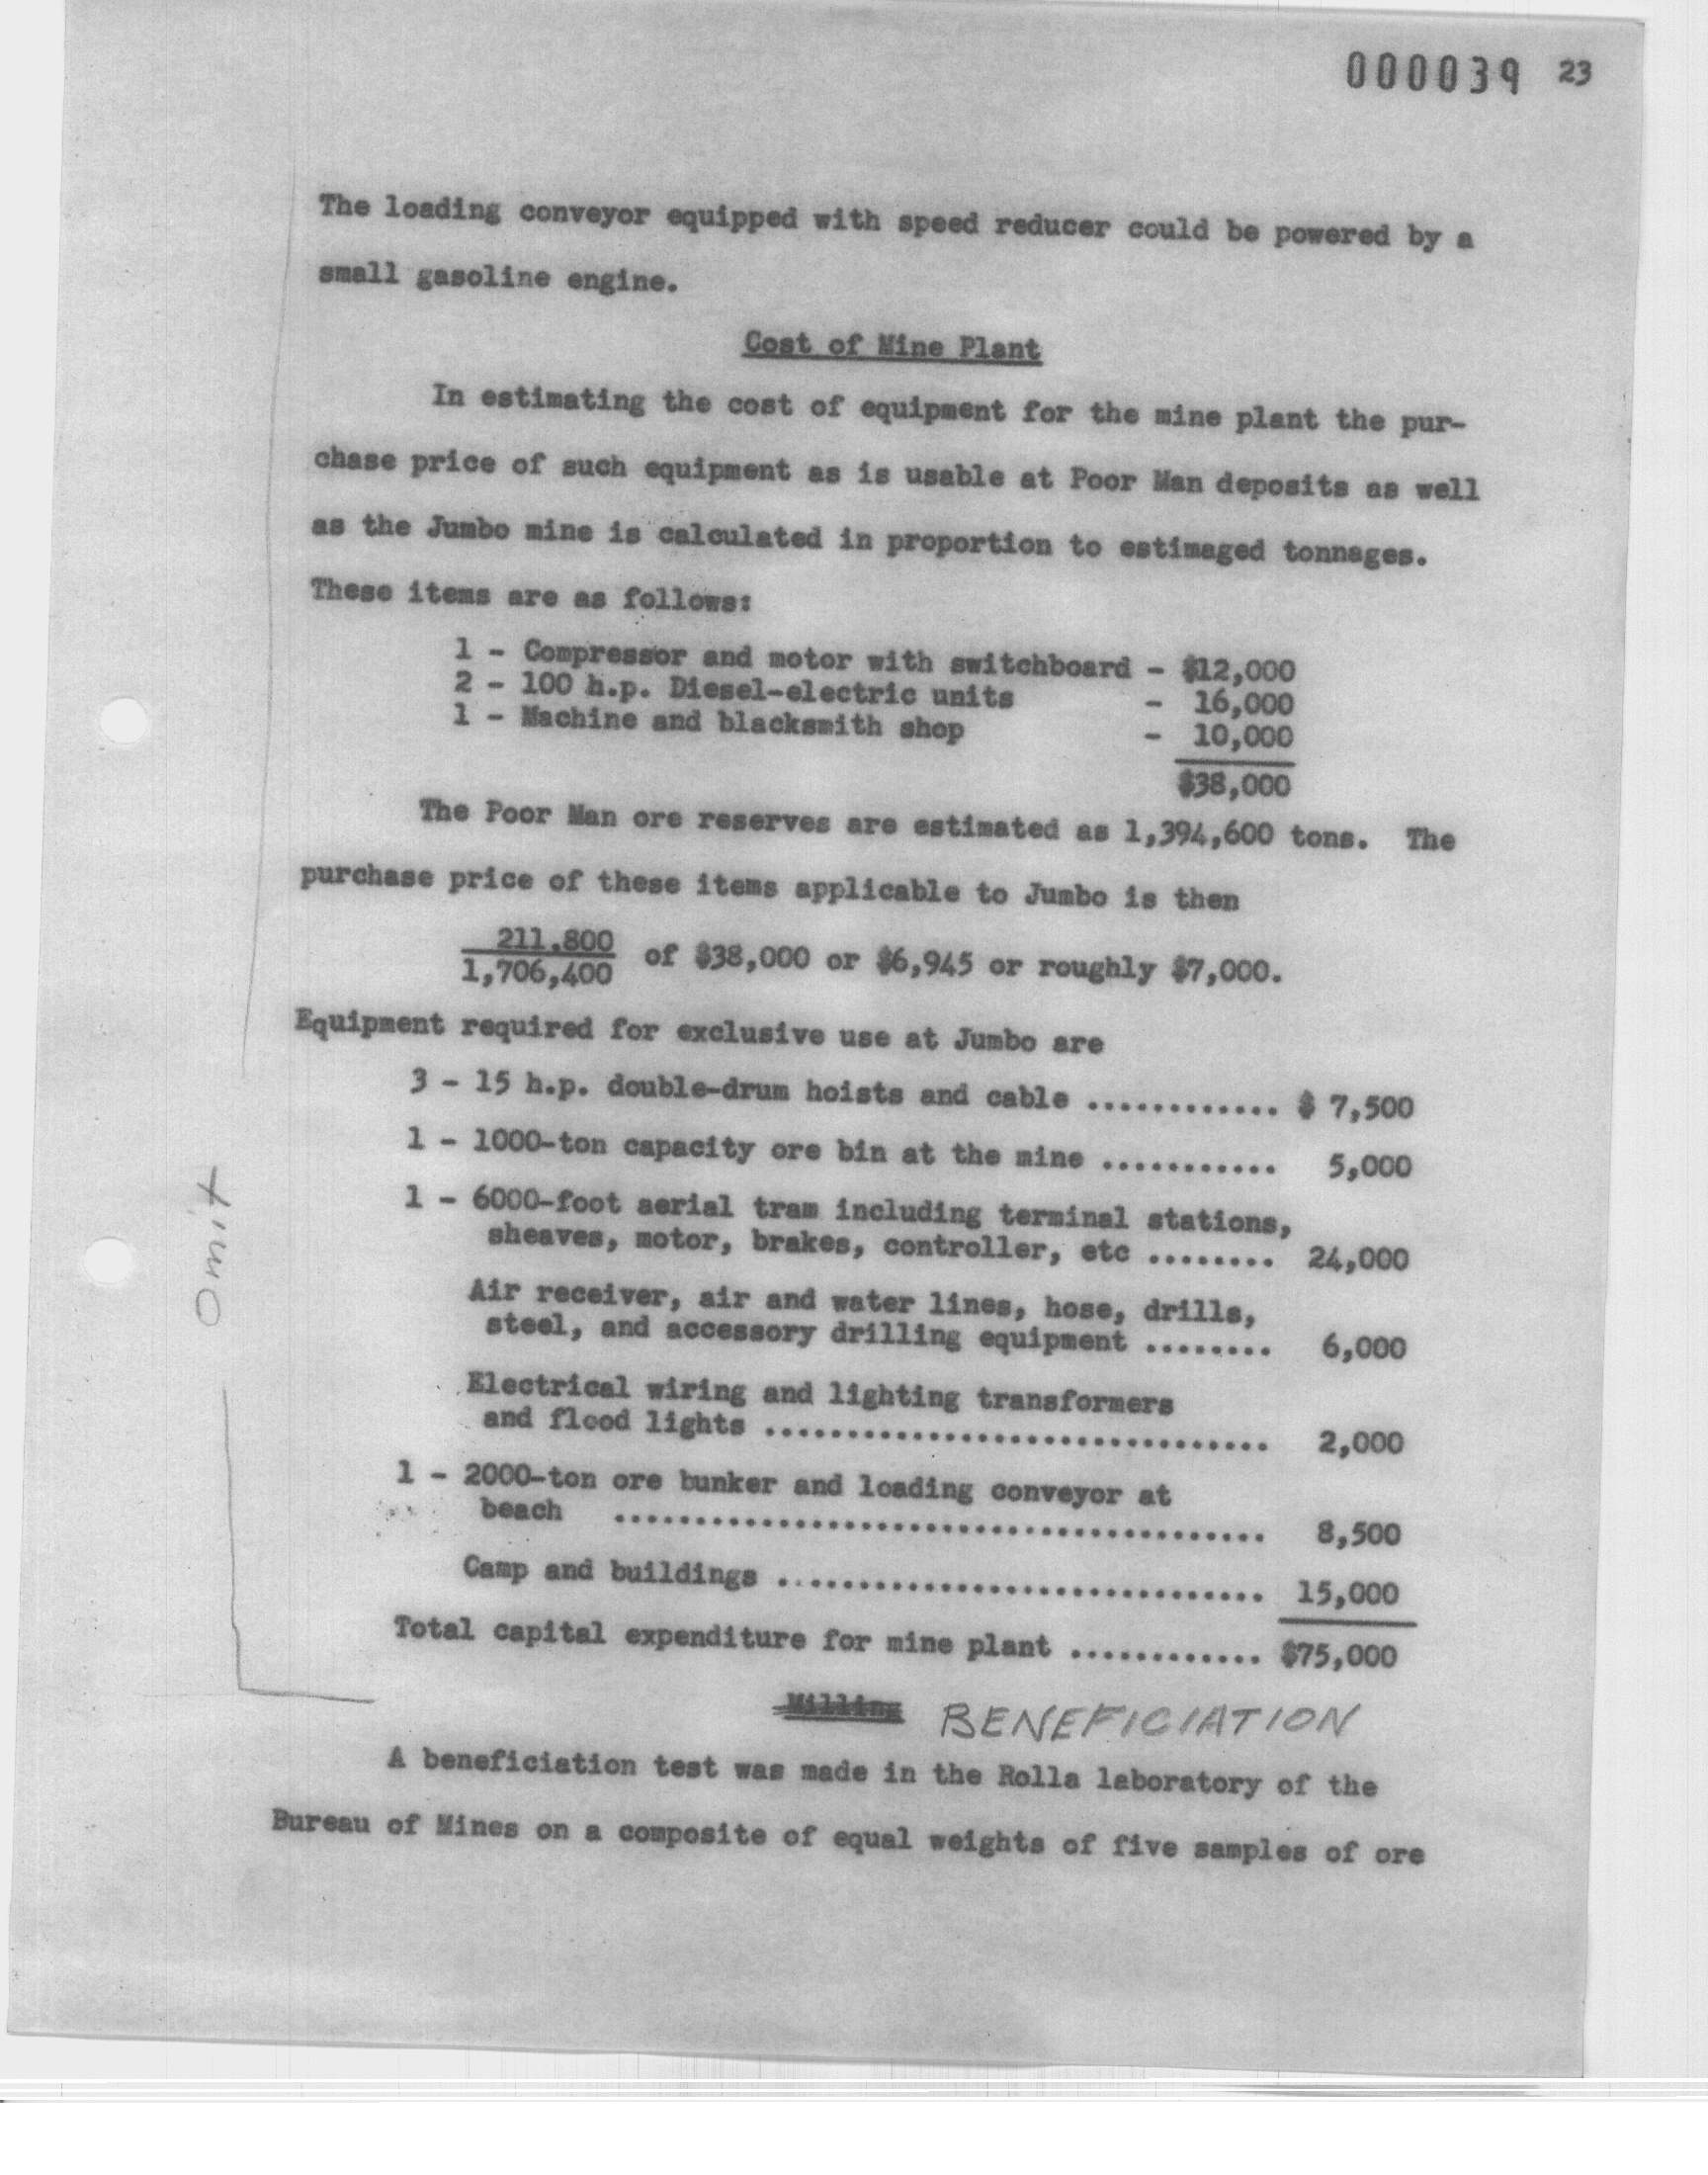 000039 23
The loading conveyor equipped with speed reducer could be powered by a
small gasoline engine.
Cost of Mine Plant
In estimating the cost of equipment for the mine plant the pur-
chase price of such equipment as is usable at Poor Man deposits as well
as the Jumbo mine is calculated in proportion to estimaged tonnages.
These items are as follows:
1 - Compressor and motor with switchboard - $12,000
2 - 100 h.p. Diesel-electric units - 16,000
1 - Machine and blacksmith shop - 10,000
$38,000
The Poor Man ore reserves are estimated as 1,394,600 tons. The
purchase price of these items applicable to Jumbo is then
211,800
1,706,400 of $38,000 or $6,945 or roughly $7,000.
Equipment required for exclusive use at Jumbo are
3 - 15 h.p. double-drum hoists and cable ............ $ 7,500
1 - 1000-ton capacity ore bin at the mine ........... 5,000
1 - 6000-foot aerial tram including terminal stations,
sheaves, motor, brakes, controller, etc ........ 24,000
Air receiver, air and water lines, hose, drills,
steel, and accessory drilling equipment ........ 6,000
Electrical wiring and lighting transformers
and flood lights ............................... 2,000
1 - 2000-ton ore bunker and loading conveyor at
beach ........................................ 8,500
Camp and buildings .............................. 15,000
Total capital expenditure for mine plant ............ $75,000
Omit
Milling BENEFICIATION
A beneficiation test was made in the Rolla laboratory of the
Bureau of Mines on a composite of equal weights of five samples of ore